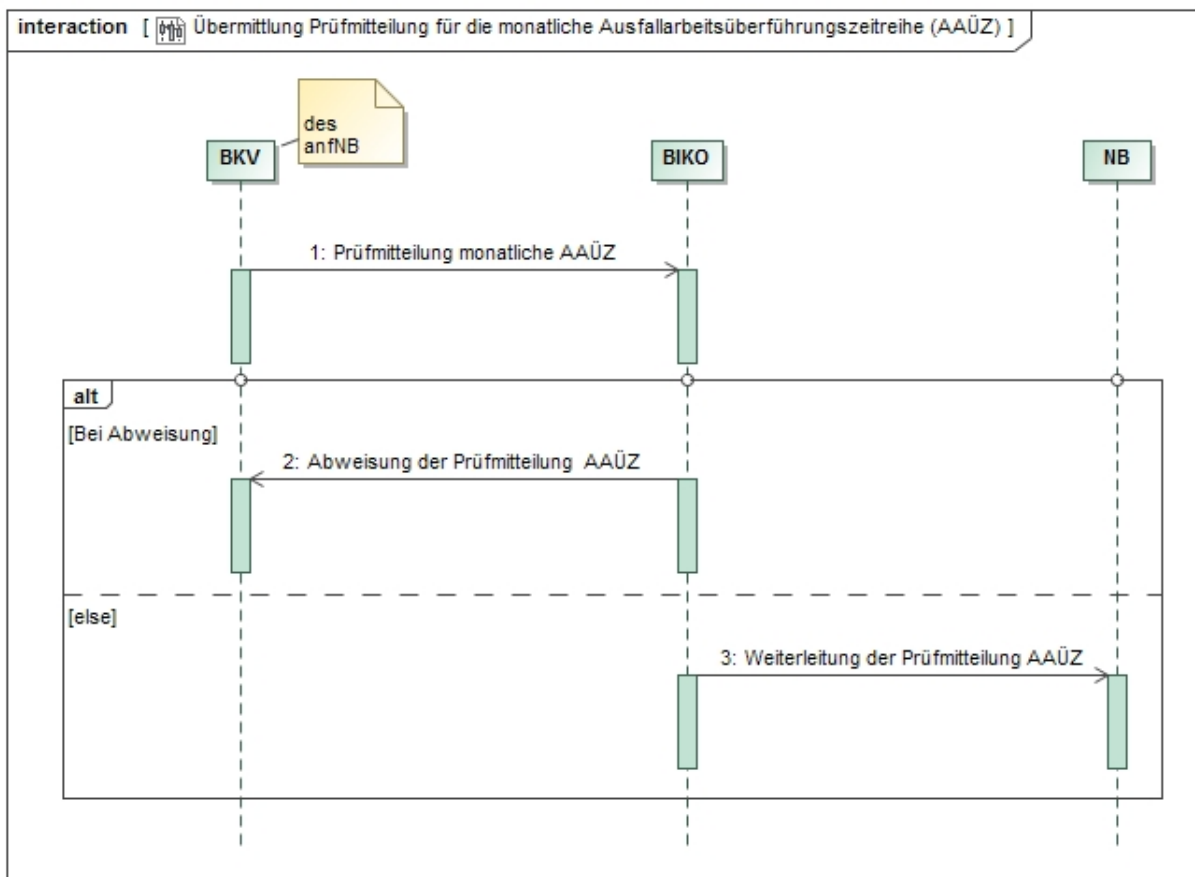 interaction [ Übermittlung Prüfmitteilung für die monatliche Ausfallarbeitsüberführungszeitreihe (AAÜZ) ]
des
anfNB
BKV
BIKO
NB
1: Prüfmitteilung monatliche AAÜZ
alt
[Bei Abweisung]
2: Abweisung der Prüfmitteilung AAÜZ
[else]
3: Weiterleitung der Prüfmitteilung AAÜZ